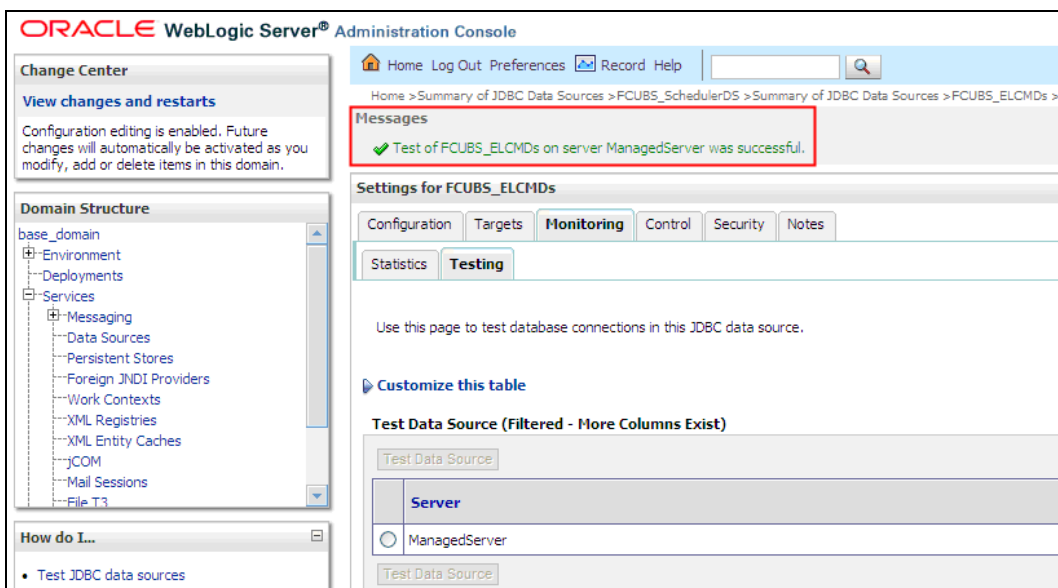 ORACLE WebLogic Server® Administration Console
Change Center
View changes and restarts
Configuration editing is enabled. Future
changes will automatically be activated as you
modify, add or delete items in this domain.
Domain Structure
base_domain
Environment
Deployments
Services
Messaging
Data Sources
Persistent Stores
Foreign JNDI Providers
Work Contexts
XML Registries
XML Entity Caches
jCOM
Mail Sessions
File T3
How do I...
Test JDBC data sources
Home Log Out Preferences Record Help
Home >Summary of JDBC Data Sources >FCUBS_SchedulerDS >Summary of JDBC Data Sources >FCUBS_ELCMDs >
Messages
Test of FCUBS_ELCMDs on server ManagedServer was successful.
Settings for FCUBS_ELCMDs
Configuration Targets Monitoring Control Security Notes
Statistics Testing
Use this page to test database connections in this JDBC data source.
Customize this table
Test Data Source (Filtered - More Columns Exist)
Test Data Source
Server
ManagedServer
Test Data Source